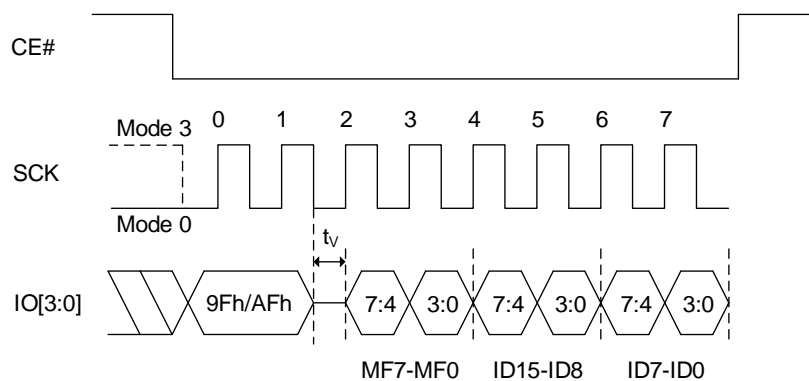 CE#
Mode 3
0 1 2 3 4 5 6 7
SCK
Mode 0
tV
IO[3:0]
9Fh/AFh
7:4 3:0 7:4 3:0 7:4 3:0
MF7-MF0 ID15-ID8 ID7-ID0